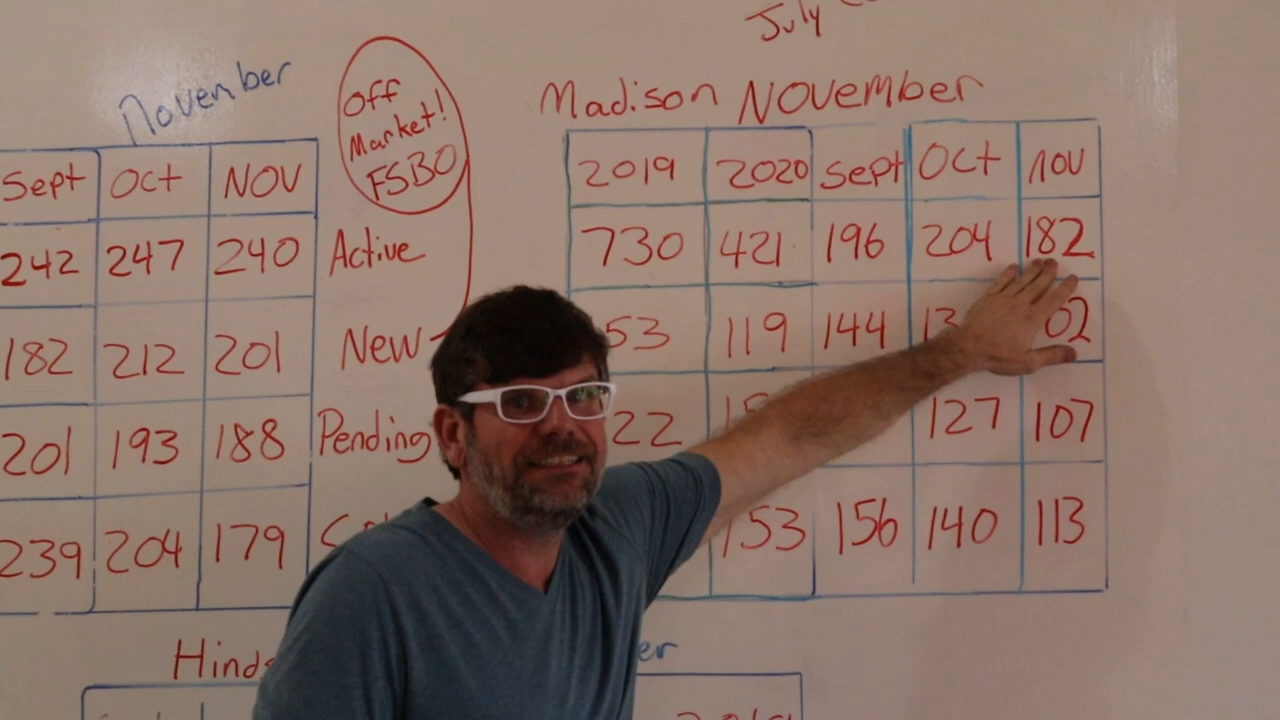 July
November
Off
Market!
FSBO
Madison November
Sept Oct NOV
2019 2020 Sept Oct nov
242 247 240 Active 730 421 196 204 182
182 212 201 New 53 119 144
201 193 188 Pending 22 127 107
239 204 179 153 156 140 113